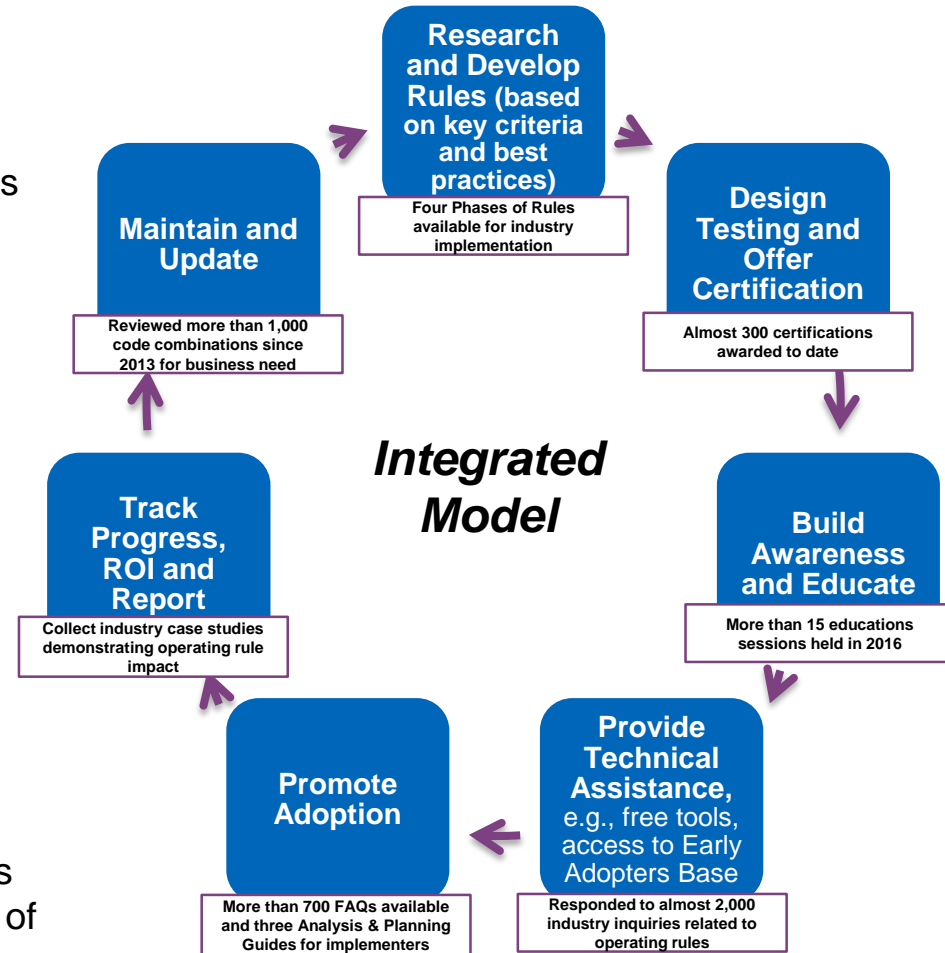 Research
and Develop
Rules (based
on key criteria
and best
practices)
Four Phases of Rules
available for industry
implementation
s
Maintain and
Update
Reviewed more than 1,000
code combinations since
2013 for business need
Design
Testing and
Offer
Certification
Almost 300 certifications
awarded to date
Integrated
Model
Track
Progress,
ROI and
Report
Collect industry case studies
demonstrating operating rule
impact
Build
Awareness
and Educate
More than 15 educations
sessions held in 2016
Promote
Adoption
More than 700 FAQs available
and three Analysis & Planning
Guides for implementers
Provide
Technical
Assistance,
e.g., free tools,
access to Early
Adopters Base
Responded to almost 2,000
industry inquiries related to
operating rules
s
of